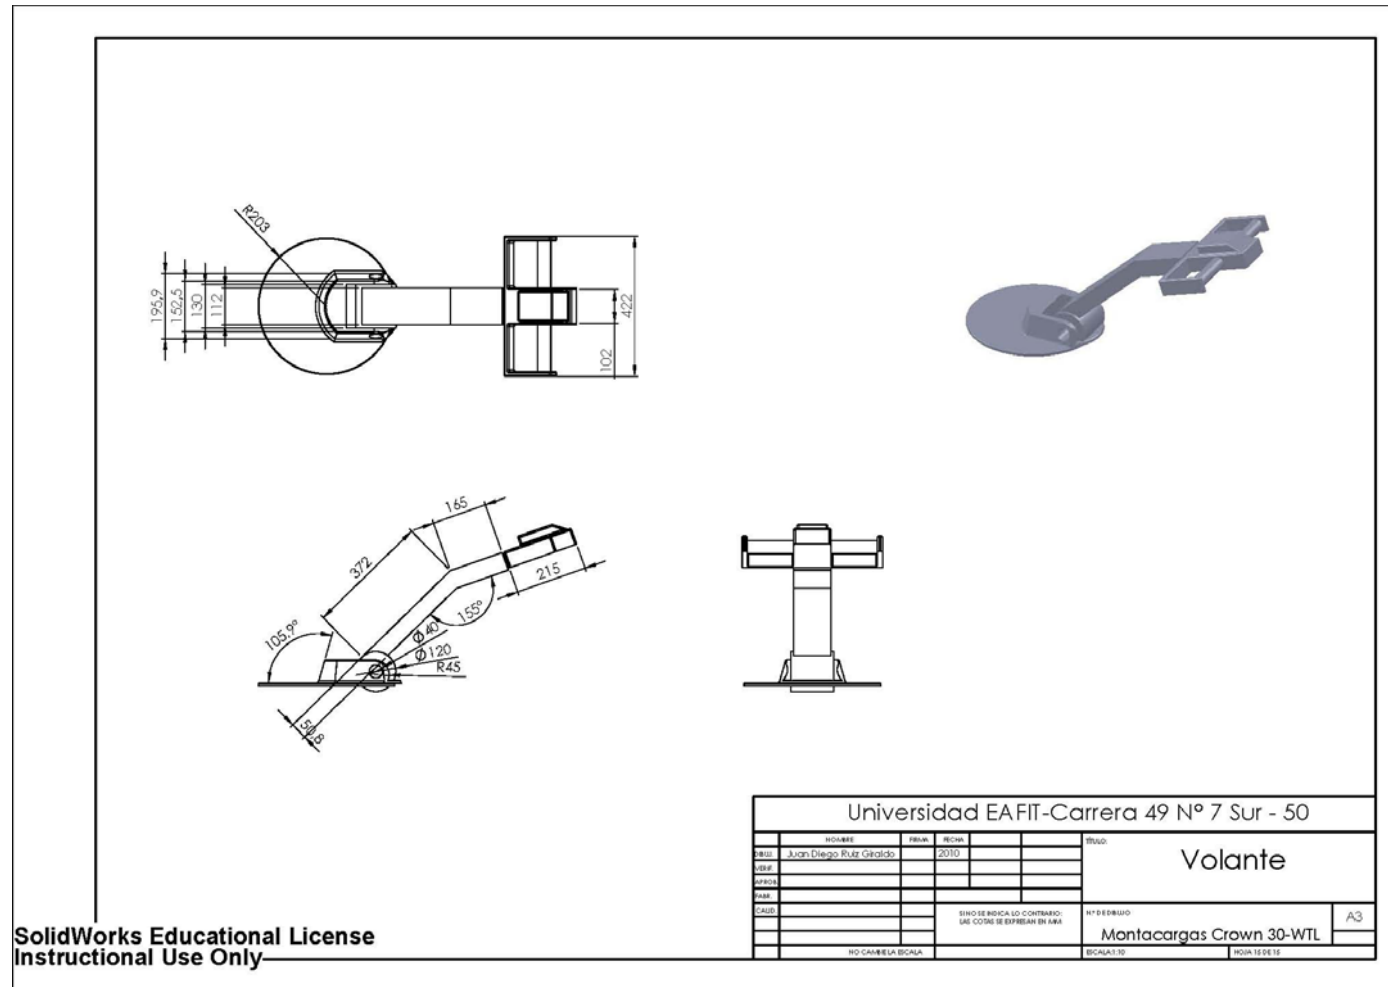 R203
195,9
152,5
130
112
422
102
165
372
215
155°
105,9°
Ø40
Ø120
R45
50,8
Universidad EAFIT-Carrera 49 Nº 7 Sur - 50
NOMBRE FIRMA FECHA
DIBUJ. Juan Diego Ruiz Giraldo 2010
VERIF.
APROB.
FABR.
CALID.
TÍTULO:
Volante
SI NO SE INDICA LO CONTRARIO:
LAS COTAS SE EXPRESAN EN MM
N.º DE DIBUJO
Montacargas Crown 30-WTL
A3
NO CAMBIE LA ESCALA
ESCALA:1:10
HOJA 15 DE 15
SolidWorks Educational License
Instructional Use Only